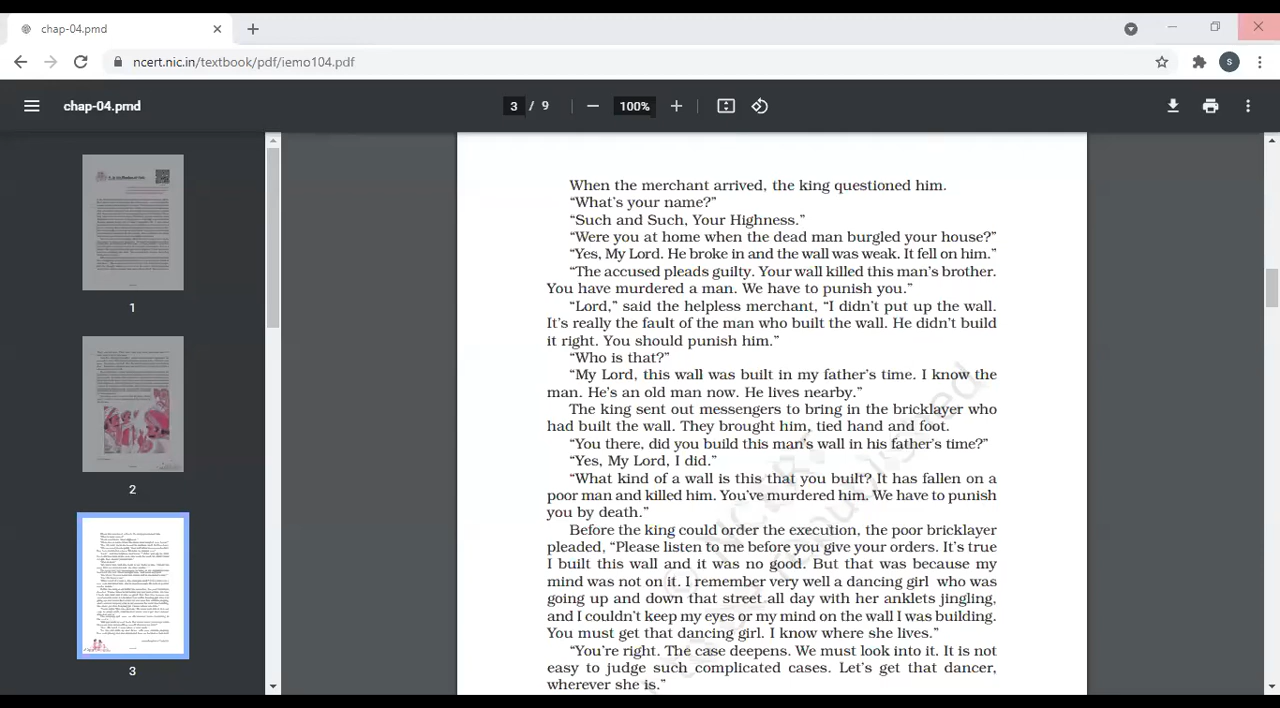 chap-04.pmd
ncert.nic.in/textbook/pdf/iemo104.pdf
S
chap-04.pmd
3 / 9
100%
1
2
3
When the merchant arrived, the king questioned him.
“What's your name?”
“Such and Such, Your Highness.”
“Were you at home when the dead man burgled your house?”
“Yes, My Lord. He broke in and the wall was weak. It fell on him.”
“The accused pleads guilty. Your wall killed this man's brother.
You have murdered a man. We have to punish you.”
“Lord,” said the helpless merchant, “I didn't put up the wall.
It's really the fault of the man who built the wall. He didn't build
it right. You should punish him.”
“Who is that?”
“My Lord, this wall was built in my father's time. I know the
man. He's an old man now. He lives nearby.”
The king sent out messengers to bring in the bricklayer who
had built the wall. They brought him, tied hand and foot.
“You there, did you build this man's wall in his father's time?”
“Yes, My Lord, I did.”
“What kind of a wall is this that you built? It has fallen on a
poor man and killed him. You've murdered him. We have to punish
you by death.”
Before the king could order the execution, the poor bricklayer
pleaded, “Please listen to me before you give your orders. It's true
I built this wall and it was no good. But that was because my
mind was not on it. I remember very well a dancing girl who was
going up and down that street all day with her anklets jingling,
and I couldn't keep my eyes or my mind on the wall I was building.
You must get that dancing girl. I know where she lives.”
“You're right. The case deepens. We must look into it. It is not
easy to judge such complicated cases. Let's get that dancer,
wherever she is.”